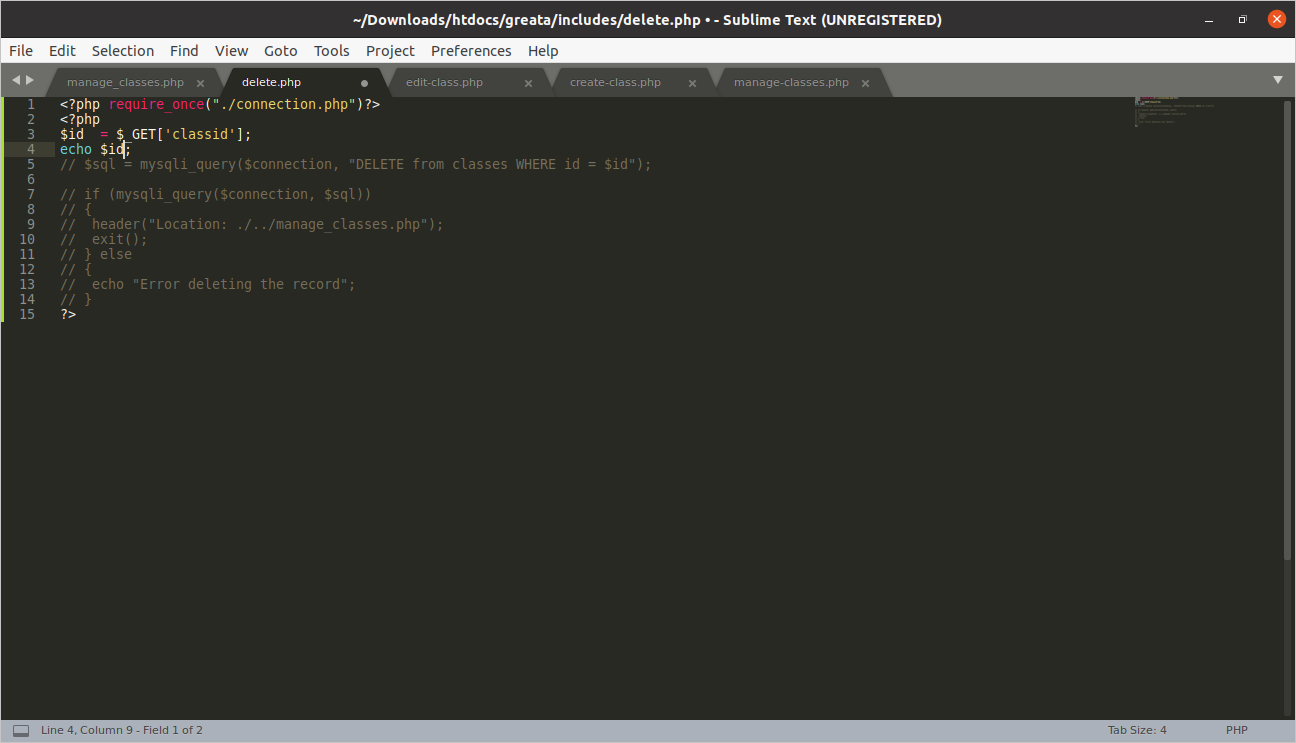 ~/Downloads/htdocs/greata/includes/delete.php • - Sublime Text (UNREGISTERED)
File Edit Selection Find View Goto Tools Project Preferences Help
manage_classes.php delete.php edit-class.php create-class.php manage-classes.php
1 <?php require_once("./connection.php")?>
2 <?php
3 $id  = $_GET['classid'];
4 echo $id;
5 // $sql = mysqli_query($connection, "DELETE from classes WHERE id = $id");
6
7 // if (mysqli_query($connection, $sql))
8 // {
9 //  header("Location: ./../manage_classes.php");
10 //  exit();
11 // } else
12 // {
13 //  echo "Error deleting the record";
14 // }
15 ?>
Line 4, Column 9 - Field 1 of 2 Tab Size: 4 PHP